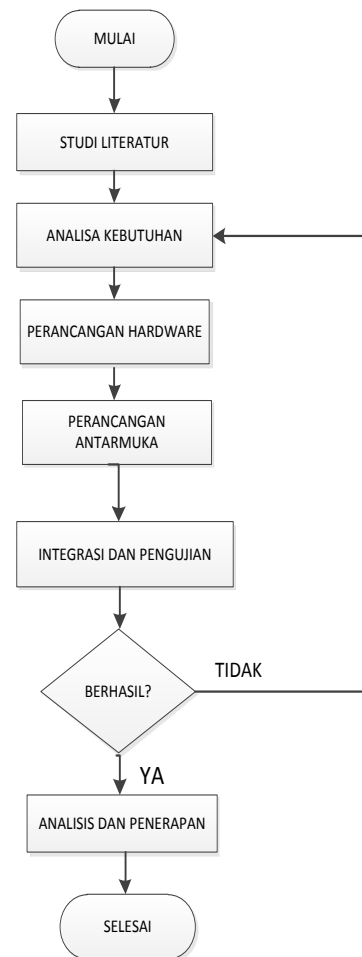 MULAI
STUDI LITERATUR
ANALISA KEBUTUHAN
PERANCANGAN HARDWARE
PERANCANGAN
ANTARMUKA
INTEGRASI DAN PENGUJIAN
BERHASIL?
TIDAK
YA
ANALISIS DAN PENERAPAN
SELESAI